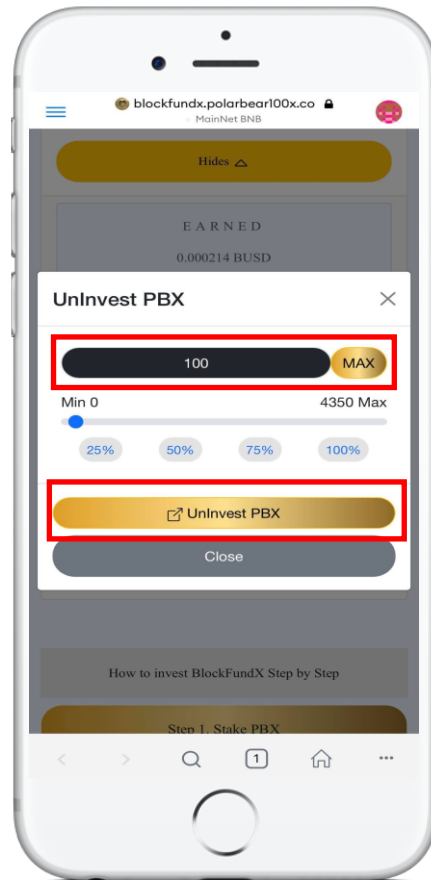 blockfundx.polarbear100x.co
MainNet BNB
Hides
EARNED
0.000214 BUSD
UnInvest PBX
100
MAX
Min 0
4350 Max
25% 50% 75% 100%
UnInvest PBX
Close
How to invest BlockFundX Step by Step
Step 1. Stake PBX
1